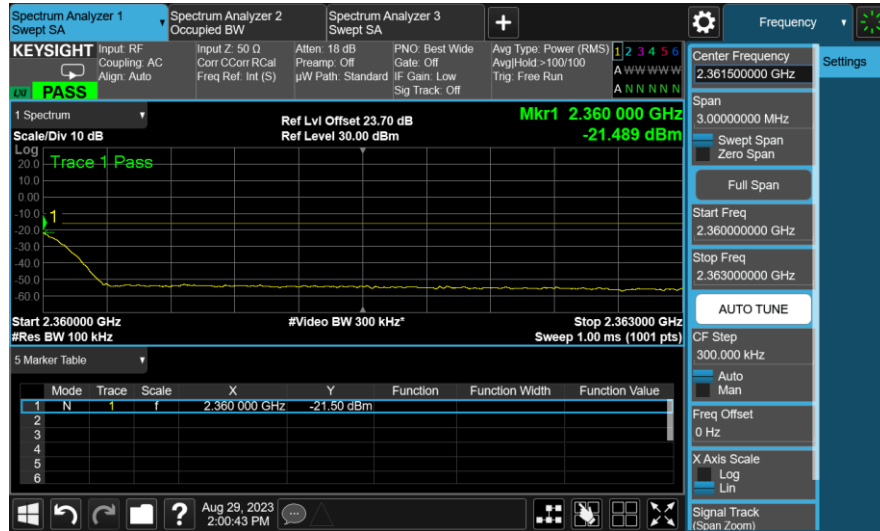 Spectrum Analyzer 1
Swept SA
Spectrum Analyzer 2
Occupied BW
Spectrum Analyzer 3
Swept SA
Frequency
KEYSIGHT
Input: RF
Coupling: AC
Align: Auto
Input Z: 50 Ω
Corr CCorr RCal
Freq Ref: Int (S)
Atten: 18 dB
Preamp: Off
µW Path: Standard
PNO: Best Wide
Gate: Off
IF Gain: Low
Sig Track: Off
Avg Type: Power (RMS)
Avg|Hold:>100/100
Trig: Free Run
1 2 3 4 5 6
A W W W W W
A N N N N N
LXI PASS
1 Spectrum
Scale/Div 10 dB
Ref Lvl Offset 23.70 dB
Ref Level 30.00 dBm
Mkr1 2.360 000 GHz
-21.489 dBm
Log
Trace 1 Pass
20.0
10.0
0.00
-10.0
-20.0
-30.0
-40.0
-50.0
-60.0
1
Start 2.360000 GHz
#Res BW 100 kHz
#Video BW 300 kHz*
Stop 2.363000 GHz
Sweep 1.00 ms (1001 pts)
5 Marker Table
Mode Trace Scale X Y Function Function Width Function Value
1 N 1 f 2.360 000 GHz -21.50 dBm
2
3
4
5
6
Aug 29, 2023
2:00:43 PM
?
Settings
Center Frequency
2.361500000 GHz
Span
3.00000000 MHz
Swept Span
Zero Span
Full Span
Start Freq
2.360000000 GHz
Stop Freq
2.363000000 GHz
AUTO TUNE
CF Step
300.000 kHz
Auto
Man
Freq Offset
0 Hz
X Axis Scale
Log
Lin
Signal Track
(Span Zoom)